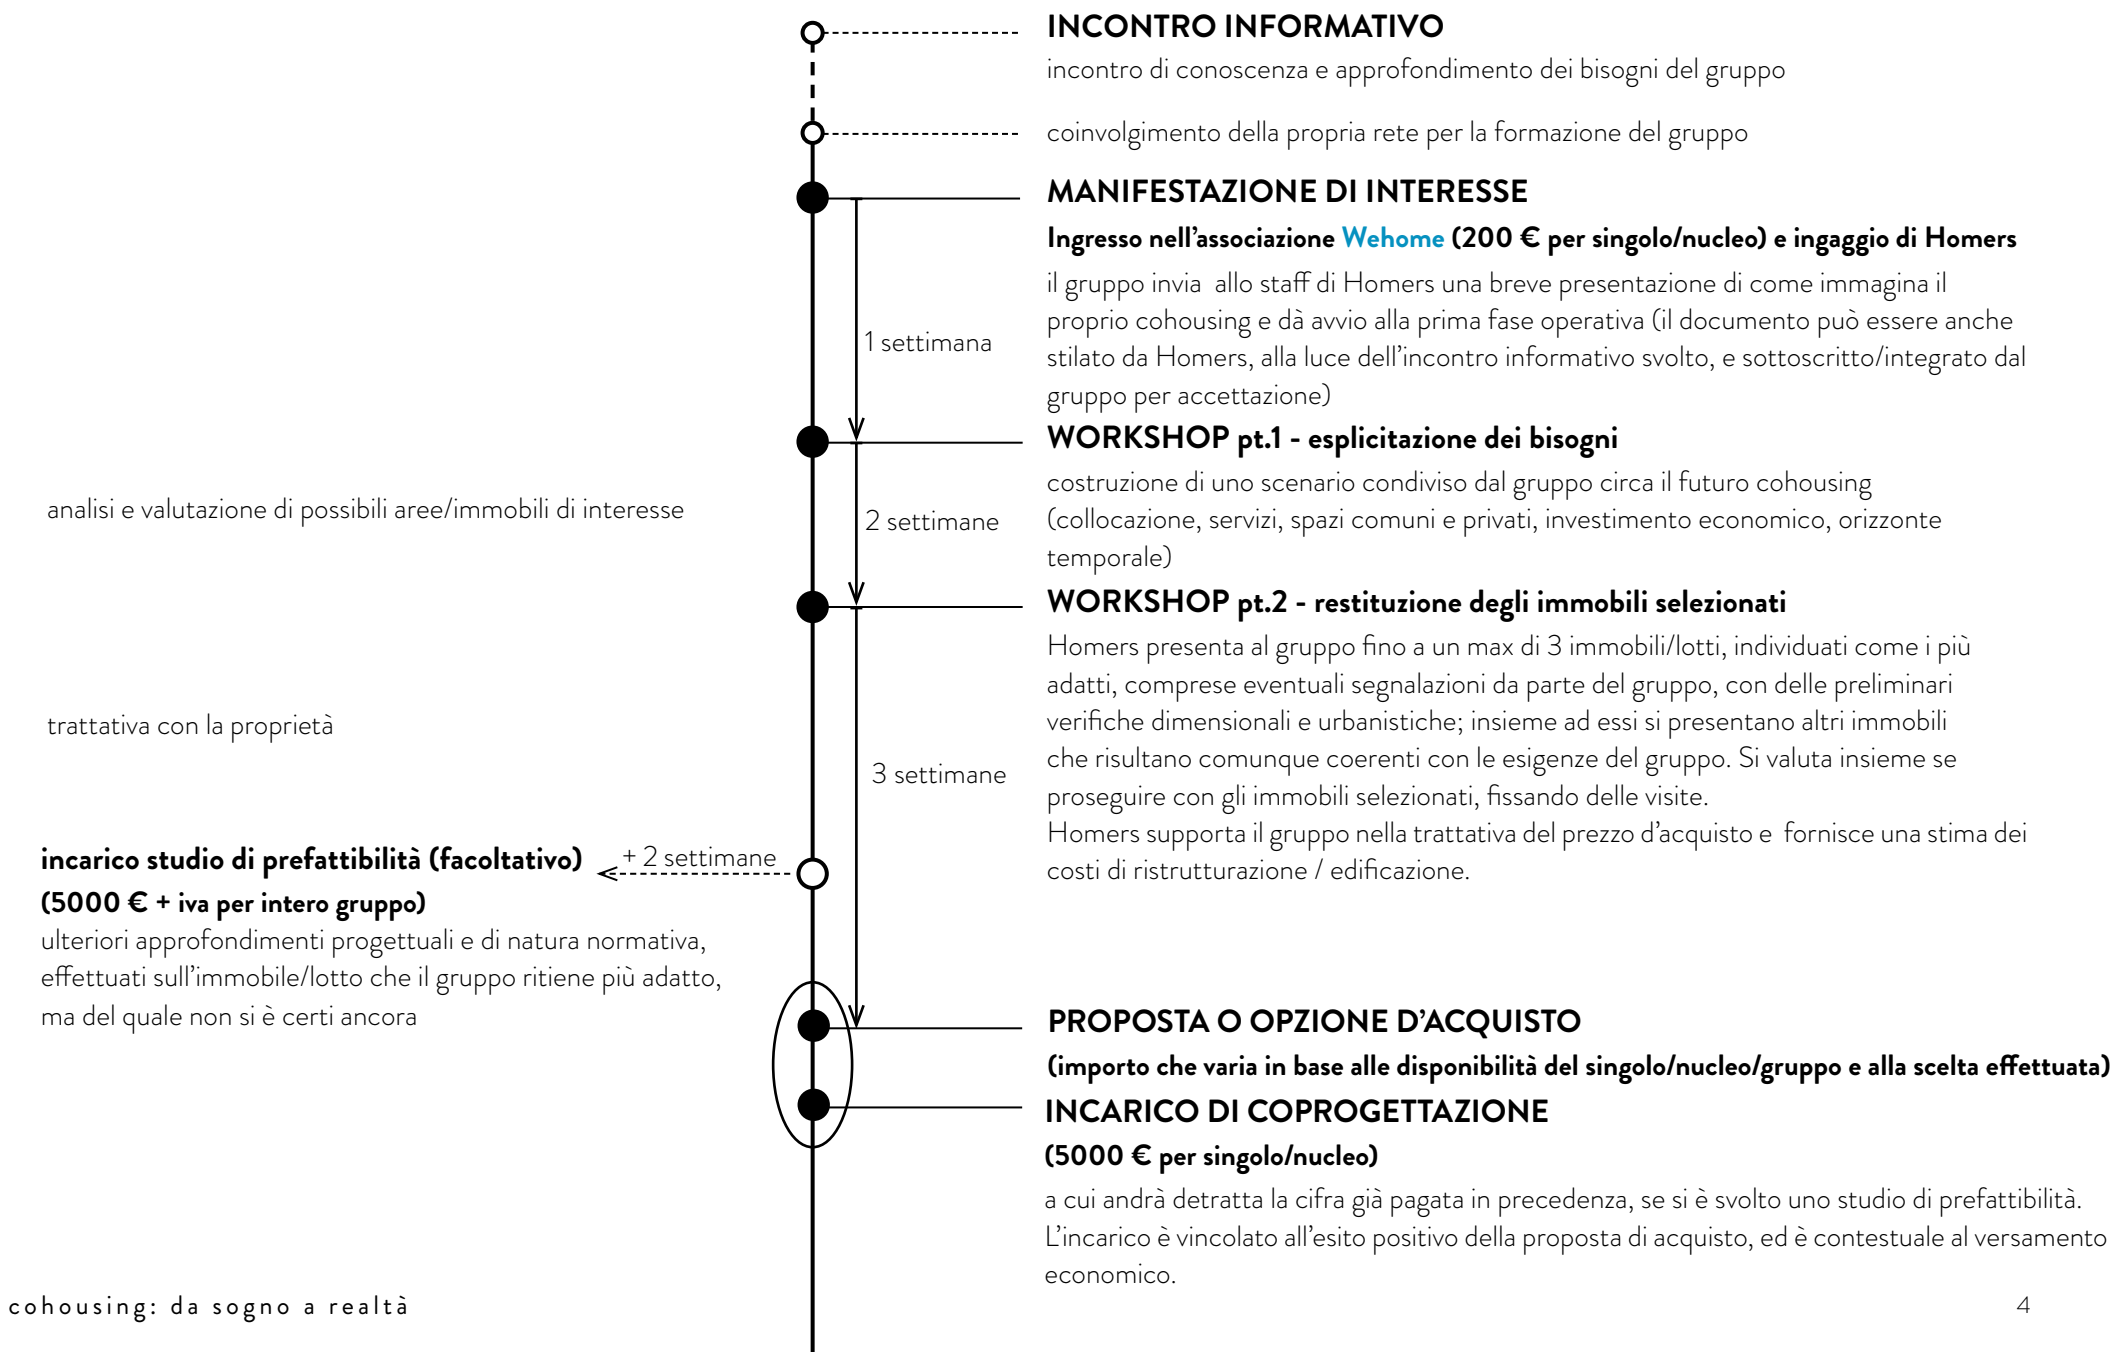 INCONTRO INFORMATIVO
incontro di conoscenza e approfondimento dei bisogni del gruppo
coinvolgimento della propria rete per la formazione del gruppo
MANIFESTAZIONE DI INTERESSE
Ingresso nell'associazione Wehome (200 € per singolo/nucleo) e ingaggio di Homers
il gruppo invia allo staff di Homers una breve presentazione di come immagina il
proprio cohousing e dà avvio alla prima fase operativa (il documento può essere anche
stilato da Homers, alla luce dell'incontro informativo svolto, e sottoscritto/integrato dal
gruppo per accettazione)
1 settimana
WORKSHOP pt.1 - esplicitazione dei bisogni
costruzione di uno scenario condiviso dal gruppo circa il futuro cohousing
(collocazione, servizi, spazi comuni e privati, investimento economico, orizzonte
temporale)
analisi e valutazione di possibili aree/immobili di interesse
2 settimane
WORKSHOP pt.2 - restituzione degli immobili selezionati
Homers presenta al gruppo fino a un max di 3 immobili/lotti, individuati come i più
adatti, comprese eventuali segnalazioni da parte del gruppo, con delle preliminari
verifiche dimensionali e urbanistiche; insieme ad essi si presentano altri immobili
che risultano comunque coerenti con le esigenze del gruppo. Si valuta insieme se
proseguire con gli immobili selezionati, fissando delle visite.
Homers supporta il gruppo nella trattativa del prezzo d'acquisto e fornisce una stima dei
costi di ristrutturazione / edificazione.
trattativa con la proprietà
3 settimane
incarico studio di prefattibilità (facoltativo)
+ 2 settimane
(5000 € + iva per intero gruppo)
ulteriori approfondimenti progettuali e di natura normativa,
effettuati sull'immobile/lotto che il gruppo ritiene più adatto,
ma del quale non si è certi ancora
PROPOSTA O OPZIONE D'ACQUISTO
(importo che varia in base alle disponibilità del singolo/nucleo/gruppo e alla scelta effettuata)
INCARICO DI COPROGETTAZIONE
(5000 € per singolo/nucleo)
a cui andrà detratta la cifra già pagata in precedenza, se si è svolto uno studio di prefattibilità.
L'incarico è vincolato all'esito positivo della proposta di acquisto, ed è contestuale al versamento
economico.
cohousing: da sogno a realtà
4